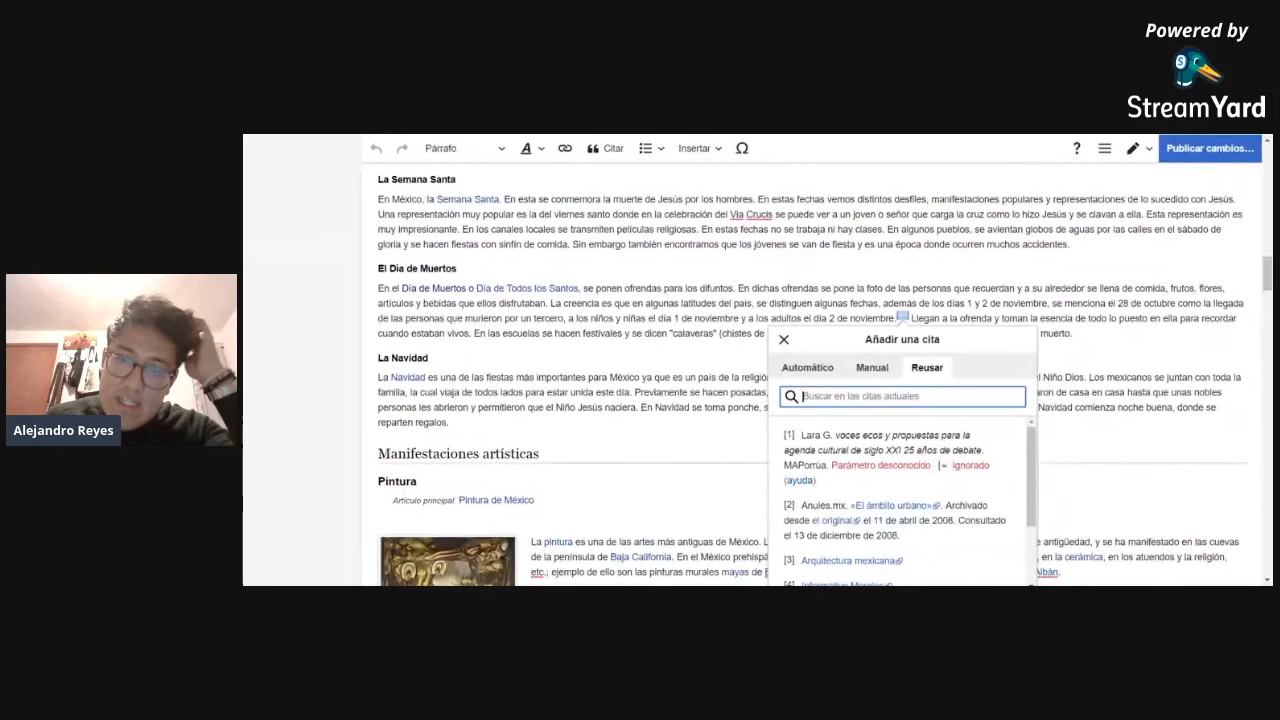 Powered by
StreamYard
Párrafo
A
Citar
Insertar
Ω
?
Publicar cambios...
La Semana Santa
En México, la Semana Santa. En esta se conmemora la muerte de Jesús por los hombres. En estas fechas vemos distintos desfiles, manifestaciones populares y representaciones de lo sucedido con Jesús.
Una representación muy popular es la del viernes santo donde en la celebración del Via Crucis se puede ver a un joven o señor que carga la cruz como lo hizo Jesús y se clavan a ella. Esta representación es
muy impresionante. En los canales locales se transmiten películas religiosas. En estas fechas no se trabaja ni hay clases. En algunos pueblos, se avientan globos de aguas por las calles en el sábado de
gloria y se hacen fiestas con sinfín de comida. Sin embargo también encontramos que los jóvenes se van de fiesta y es una época donde ocurren muchos accidentes.
El Día de Muertos
En el Día de Muertos o Día de Todos los Santos, se ponen ofrendas para los difuntos. En dichas ofrendas se pone la foto de las personas que recuerdan y a su alrededor se llena de comida, frutos, flores,
artículos y bebidas que ellos disfrutaban. La creencia es que en algunas latitudes del país, se distinguen algunas fechas, además de los días 1 y 2 de noviembre, se menciona el 28 de octubre como la llegada
de las personas que murieron por un tercero, a los niños y niñas el día 1 de noviembre y a los adultos el día 2 de noviembre. Llegan a la ofrenda y toman la esencia de todo lo puesto en ella para recordar
cuando estaban vivos. En las escuelas se hacen festivales y se dicen "calaveras" (chistes de muerto.
La Navidad
La Navidad es una de las fiestas más importantes para México ya que es un país de la religió el Niño Dios. Los mexicanos se juntan con toda la
familia, la cual viaja de todos lados para estar unida este día. Previamente se hacen posadas, aron de casa en casa hasta que unas nobles
personas les abrieron y permitieron que el Niño Jesús naciera. En Navidad se toma ponche, s Navidad comienza noche buena, donde se
reparten regalos.
Manifestaciones artísticas
Pintura
Artículo principal: Pintura de México
La pintura es una de las artes más antiguas de México. L antigüedad, y se ha manifestado en las cuevas
de la península de Baja California. En el México prehispá en la cerámica, en los atuendos y la religión,
etc.; ejemplo de ello son las pinturas murales mayas de Albán.
Añadir una cita
Automático
Manual
Reusar
Buscar en las citas actuales
[1] Lara G. voces ecos y propuestas para la
agenda cultural de siglo XXI 25 años de debate.
MAPorrúa. Parámetro desconocido |= ignorado
(ayuda)
[2] Anuies.mx. «El ámbito urbano». Archivado
desde el original el 11 de abril de 2008. Consultado
el 13 de diciembre de 2008.
[3] Arquitectura mexicana
[4] Informativo Morelos
Alejandro Reyes